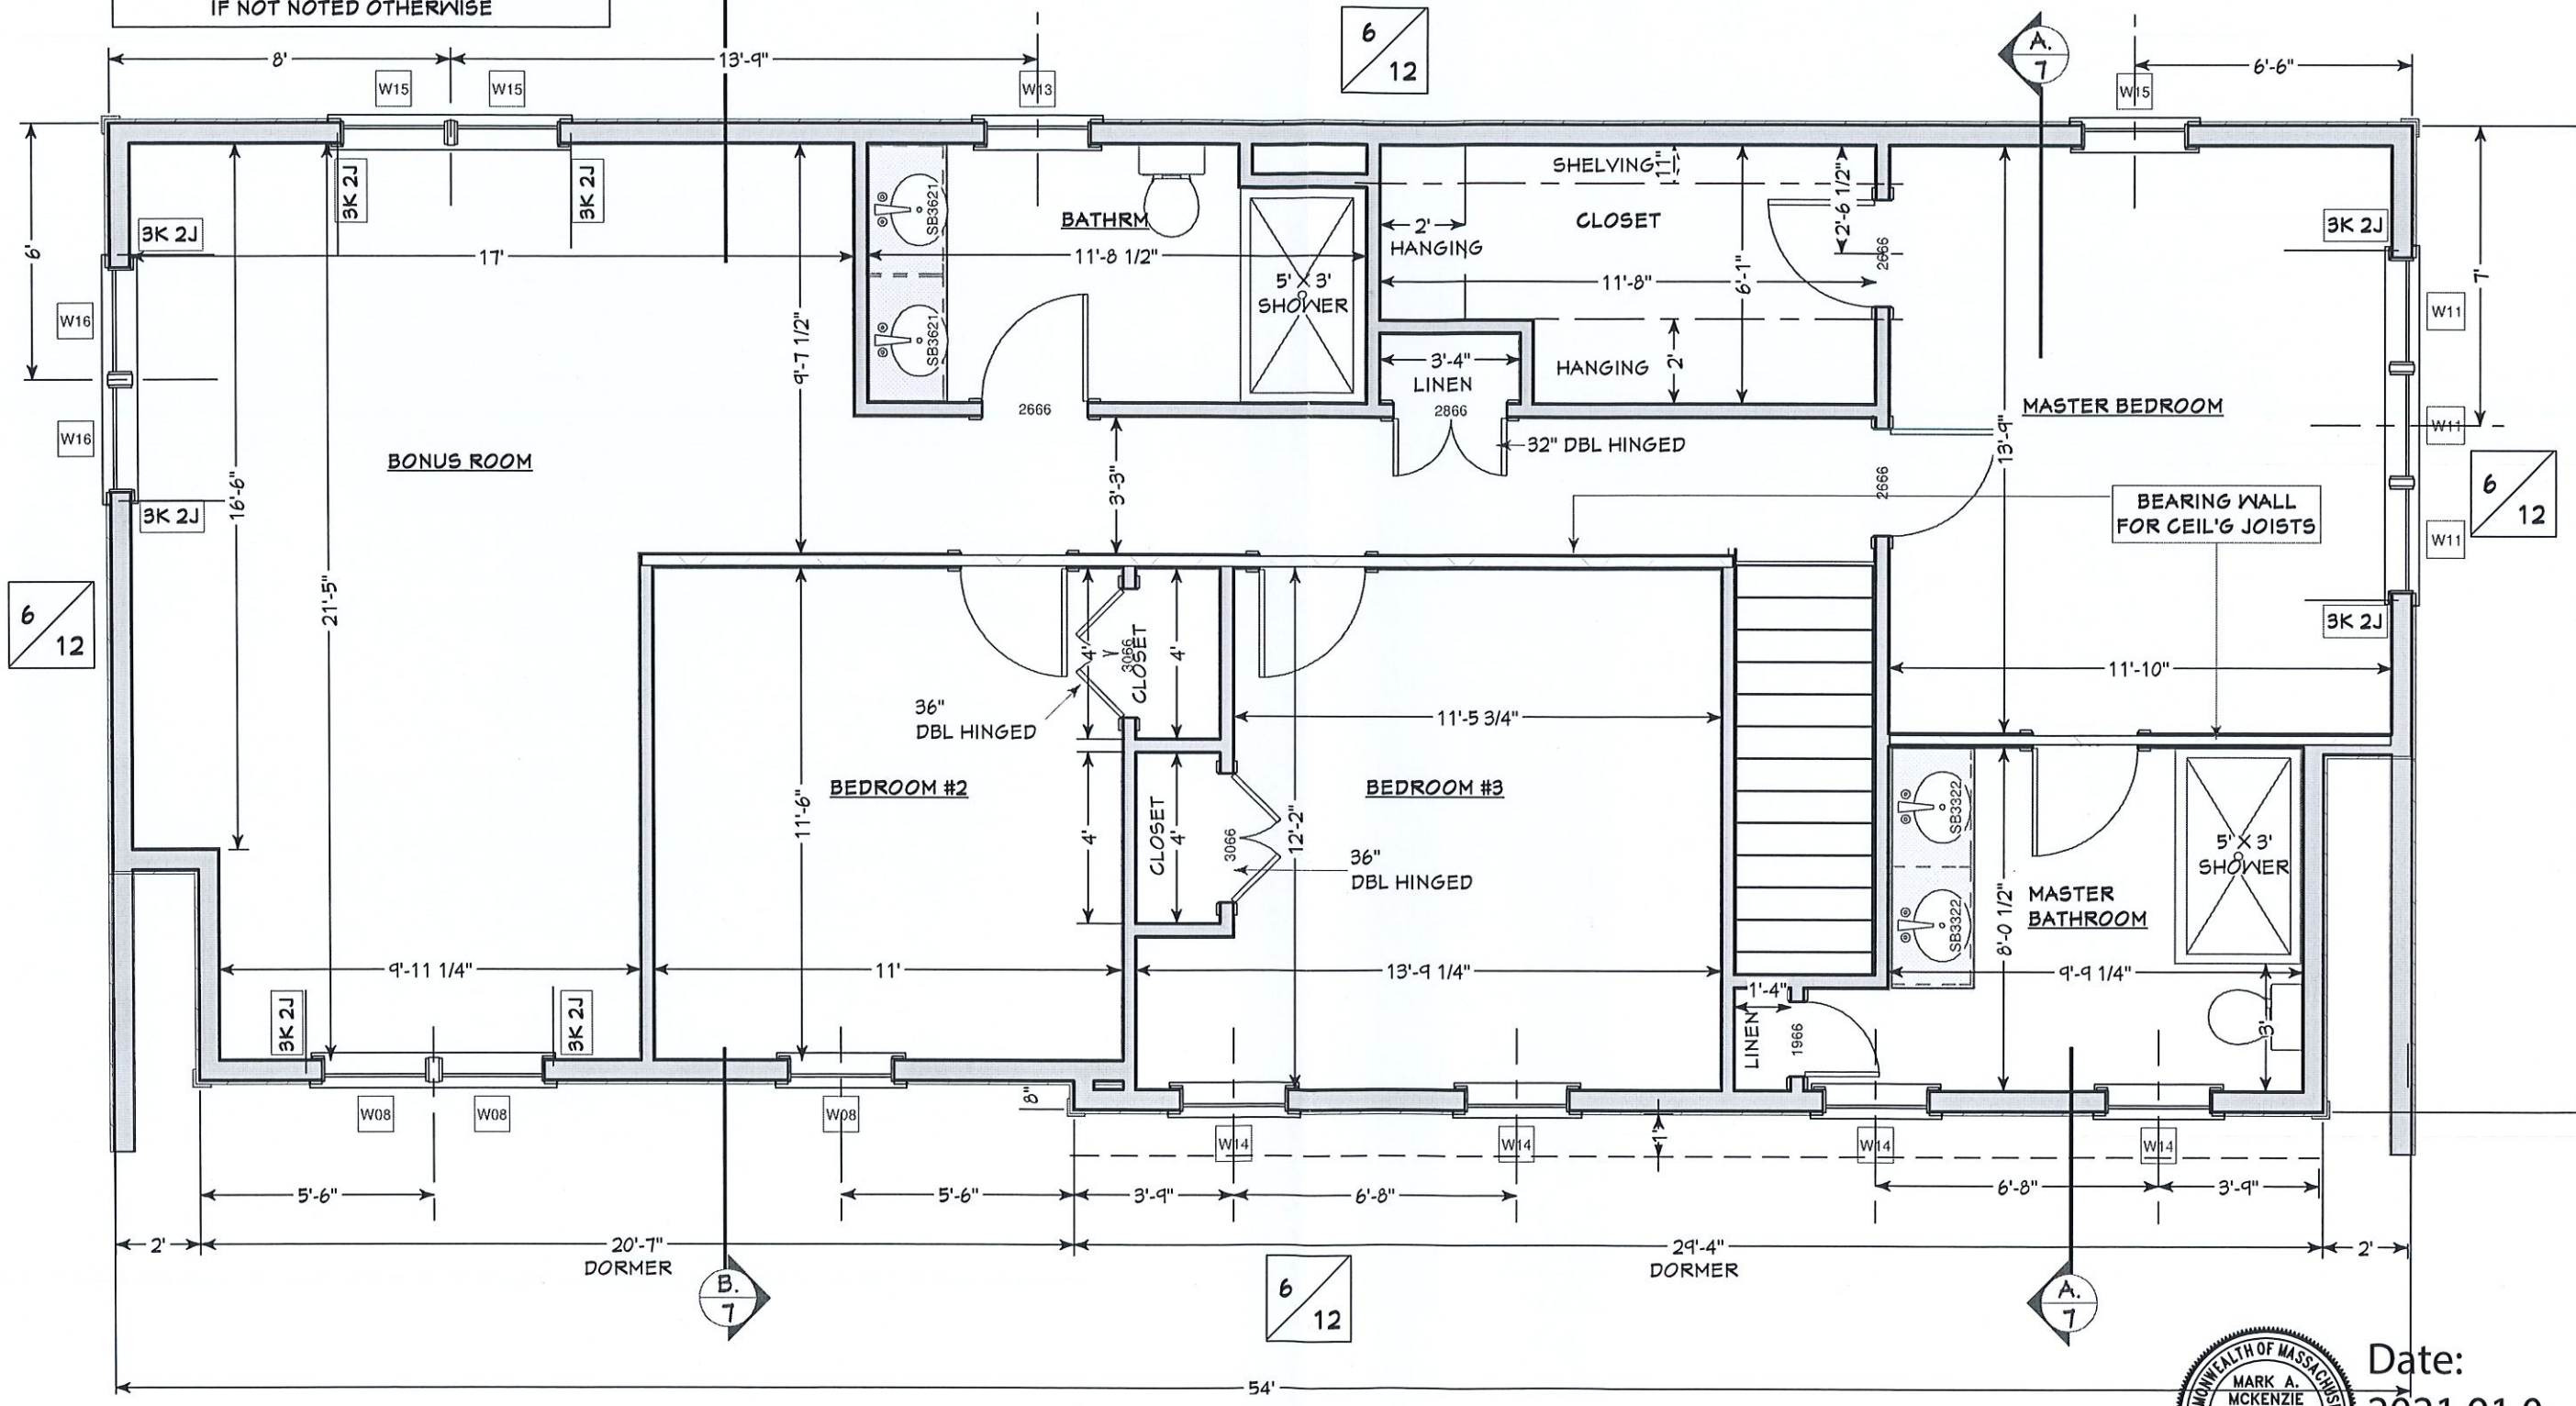 IF NOT NOTED OTHERWISE
8'
13'-9"
6
12
A.
7
6'-6"
W15
W15
W13
W15
6'
3K 2J
3K 2J
3K 2J
17'
SB3621
SB3621
BATHRM
11'-8 1/2"
5' X 3'
SHOWER
SHELVING
11"
2'
HANGING
CLOSET
2'-6 1/2"
2666
11'-8"
6'-1"
3K 2J
7'
W16
W16
W11
W11
W11
9'-7 1/2"
3'-4"
LINEN
2866
HANGING
2'
2666
MASTER BEDROOM
13'-9"
32" DBL HINGED
BONUS ROOM
16'-6"
3K 2J
3'-3"
2666
BEARING WALL
FOR CEIL'G JOISTS
6
12
6
12
21'-5"
3K 2J
4'
3066
CLOSET
4'
11'-10"
36"
DBL HINGED
11'-5 3/4"
BEDROOM #2
11'-6"
BEDROOM #3
12'-2"
4'
CLOSET
4'
3066
36"
DBL HINGED
SB3322
SB3322
5' X 3'
SHOWER
MASTER
BATHROOM
8'-0 1/2"
9'-11 1/4"
11'
13'-9 1/4"
9'-9 1/4"
1'-4"
LINEN
1966
3'
3K 2J
3K 2J
8"
W08
W08
W08
W14
W14
1'
W14
W14
5'-6"
5'-6"
3'-9"
6'-8"
6'-8"
3'-9"
2'
20'-7"
DORMER
29'-4"
DORMER
2'
B.
7
6
12
A.
7
54'
MARK A.
MCKENZIE
Date: